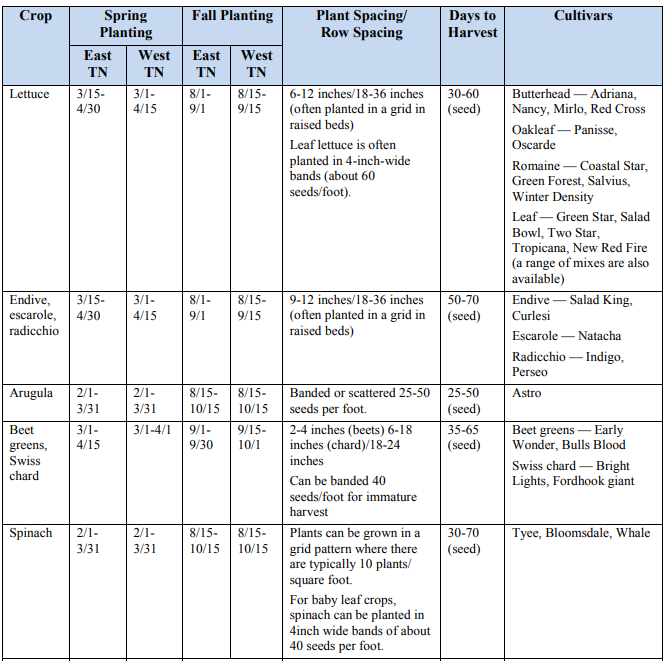 Crop
Spring
Planting
Fall Planting
Plant Spacing/
Row Spacing
Days to
Harvest
Cultivars
East
TN
West
TN
East
TN
West
TN
Lettuce
3/15-
4/30
3/1-
4/15
8/1-
9/1
8/15-
9/15
6-12 inches/18-36 inches
(often planted in a grid in
raised beds)
Leaf lettuce is often
planted in 4-inch-wide
bands (about 60
seeds/foot).
30-60
(seed)
Butterhead — Adriana,
Nancy, Mirlo, Red Cross
Oakleaf — Panisse,
Oscarde
Romaine — Coastal Star,
Green Forest, Salvius,
Winter Density
Leaf — Green Star, Salad
Bowl, Two Star,
Tropicana, New Red Fire
(a range of mixes are also
available)
Endive,
escarole,
radicchio
3/15-
4/30
3/1-
4/15
8/1-
9/1
8/15-
9/15
9-12 inches/18-36 inches
(often planted in a grid in
raised beds)
50-70
(seed)
Endive — Salad King,
Curlesi
Escarole — Natacha
Radicchio — Indigo,
Perseo
Arugula
2/1-
3/31
2/1-
3/31
8/15-
10/15
8/15-
10/15
Banded or scattered 25-50
seeds per foot.
25-50
(seed)
Astro
Beet
greens,
Swiss
chard
3/1-
4/15
3/1-4/1
9/1-
9/30
9/15-
10/1
2-4 inches (beets) 6-18
inches (chard)/18-24
inches
Can be banded 40
seeds/foot for immature
harvest
35-65
(seed)
Beet greens — Early
Wonder, Bulls Blood
Swiss chard — Bright
Lights, Fordhook giant
Spinach
2/1-
3/31
2/1-
3/31
8/15-
10/15
8/15-
10/15
Plants can be grown in a
grid pattern where there
are typically 10 plants/
square foot.
For baby leaf crops,
spinach can be planted in
4inch wide bands of about
40 seeds per foot.
30-70
(seed)
Tyee, Bloomsdale, Whale